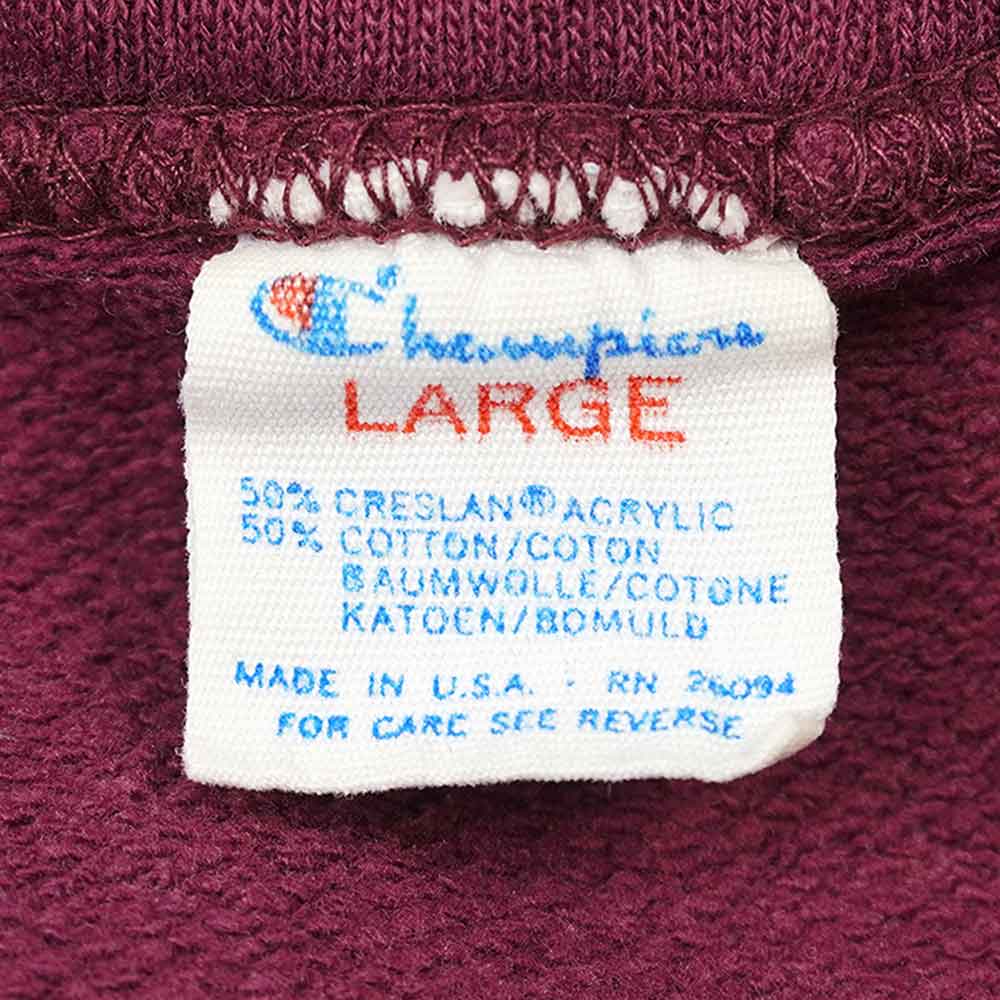 Champion
LARGE
50% CRESLAN® ACRYLIC
50% COTTON/COTON
BAUMWOLLE/COTONE
KATOEN/BOMULD
MADE IN U.S.A. · RN 26094
FOR CARE SEE REVERSE